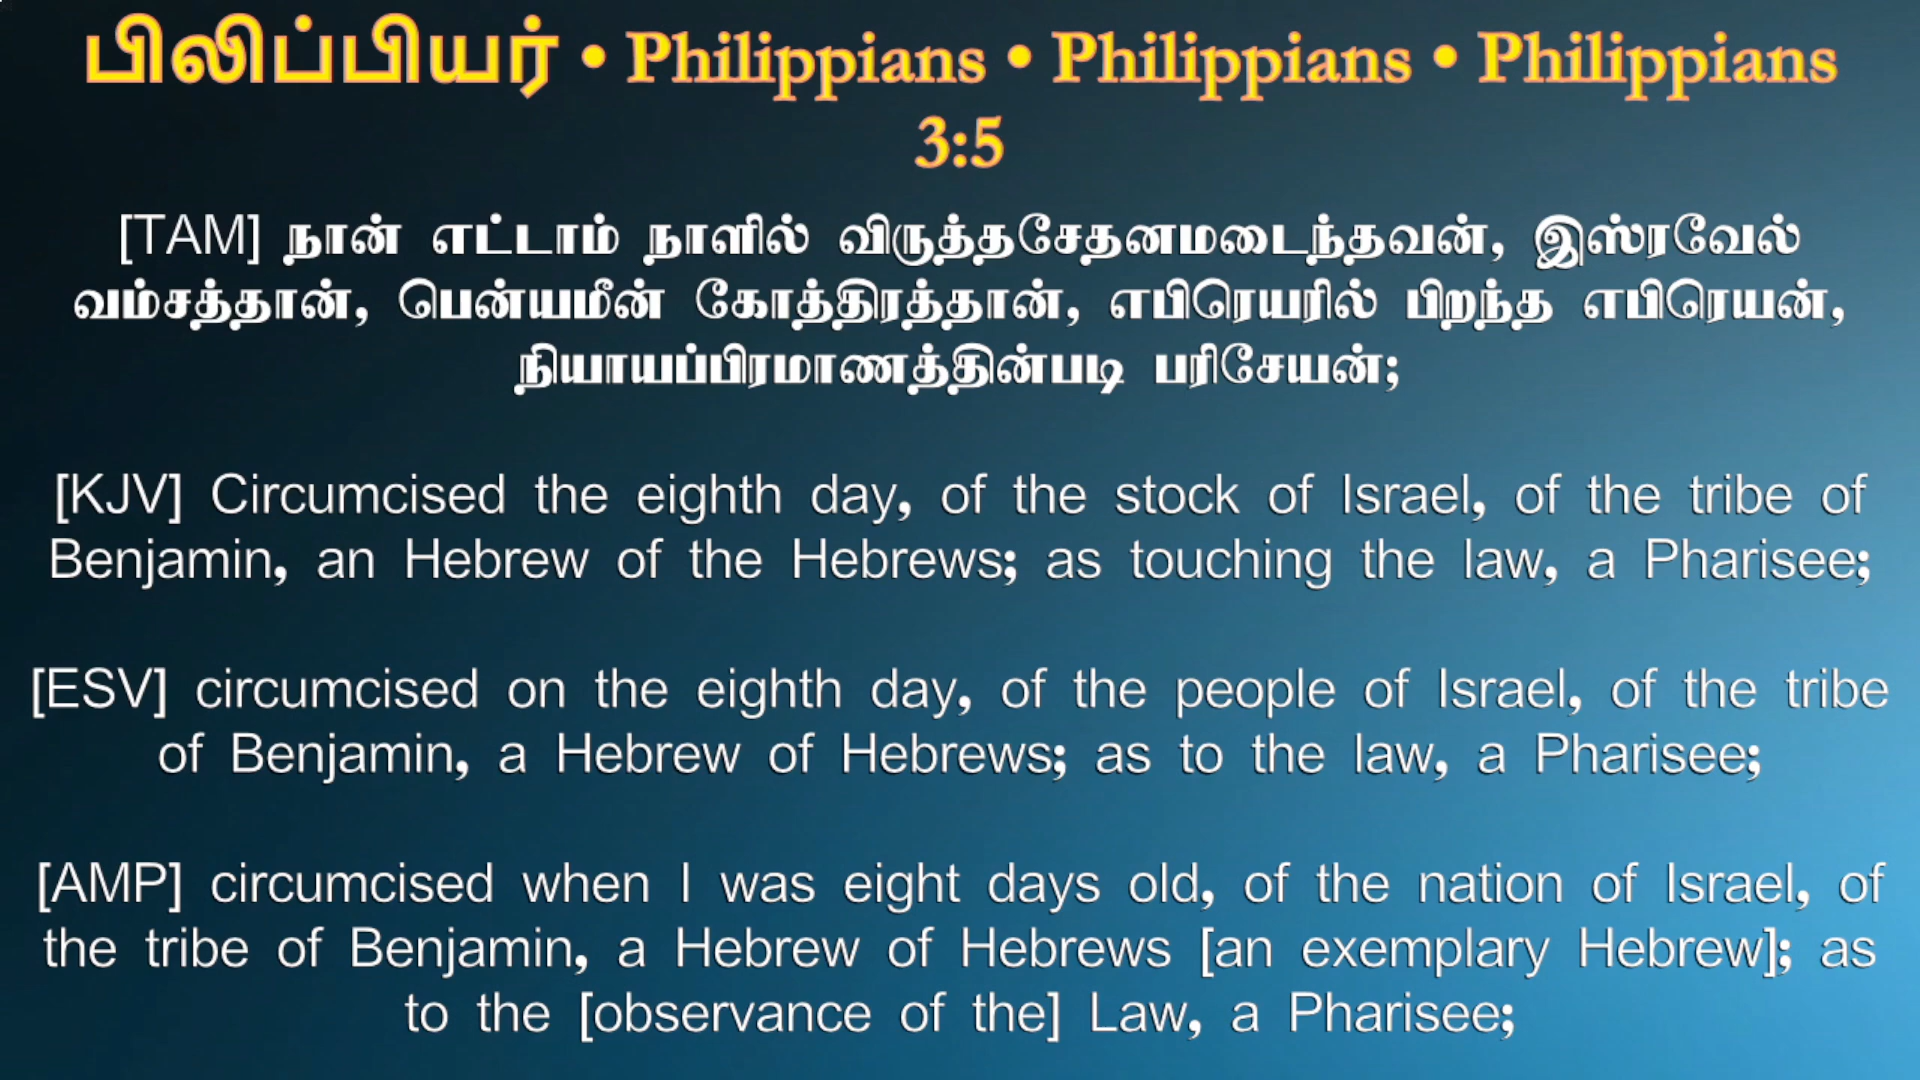 பிலிப்பியர் • Philippians • Philippians • Philippians
3:5
[TAM] நான் எட்டாம் நாளில் விருத்தசேதனமடைந்தவன், இஸ்ரவேல்
வம்சத்தான், பென்யமீன் கோத்திரத்தான், எபிரெயரில் பிறந்த எபிரெயன்,
நியாயப்பிரமாணத்தின்படி பரிசேயன்;
[KJV] Circumcised the eighth day, of the stock of Israel, of the tribe of
Benjamin, an Hebrew of the Hebrews; as touching the law, a Pharisee;
[ESV] circumcised on the eighth day, of the people of Israel, of the tribe
of Benjamin, a Hebrew of Hebrews; as to the law, a Pharisee;
[AMP] circumcised when I was eight days old, of the nation of Israel, of
the tribe of Benjamin, a Hebrew of Hebrews [an exemplary Hebrew]; as
to the [observance of the] Law, a Pharisee;